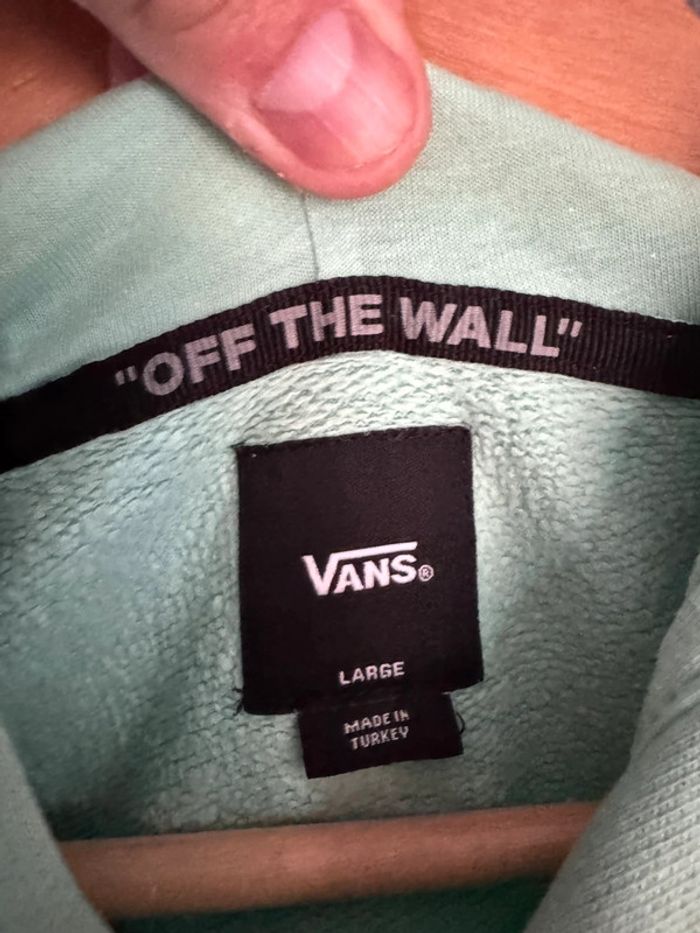 "OFF THE WALL"
VANS®
LARGE
MADE IN
TURKEY